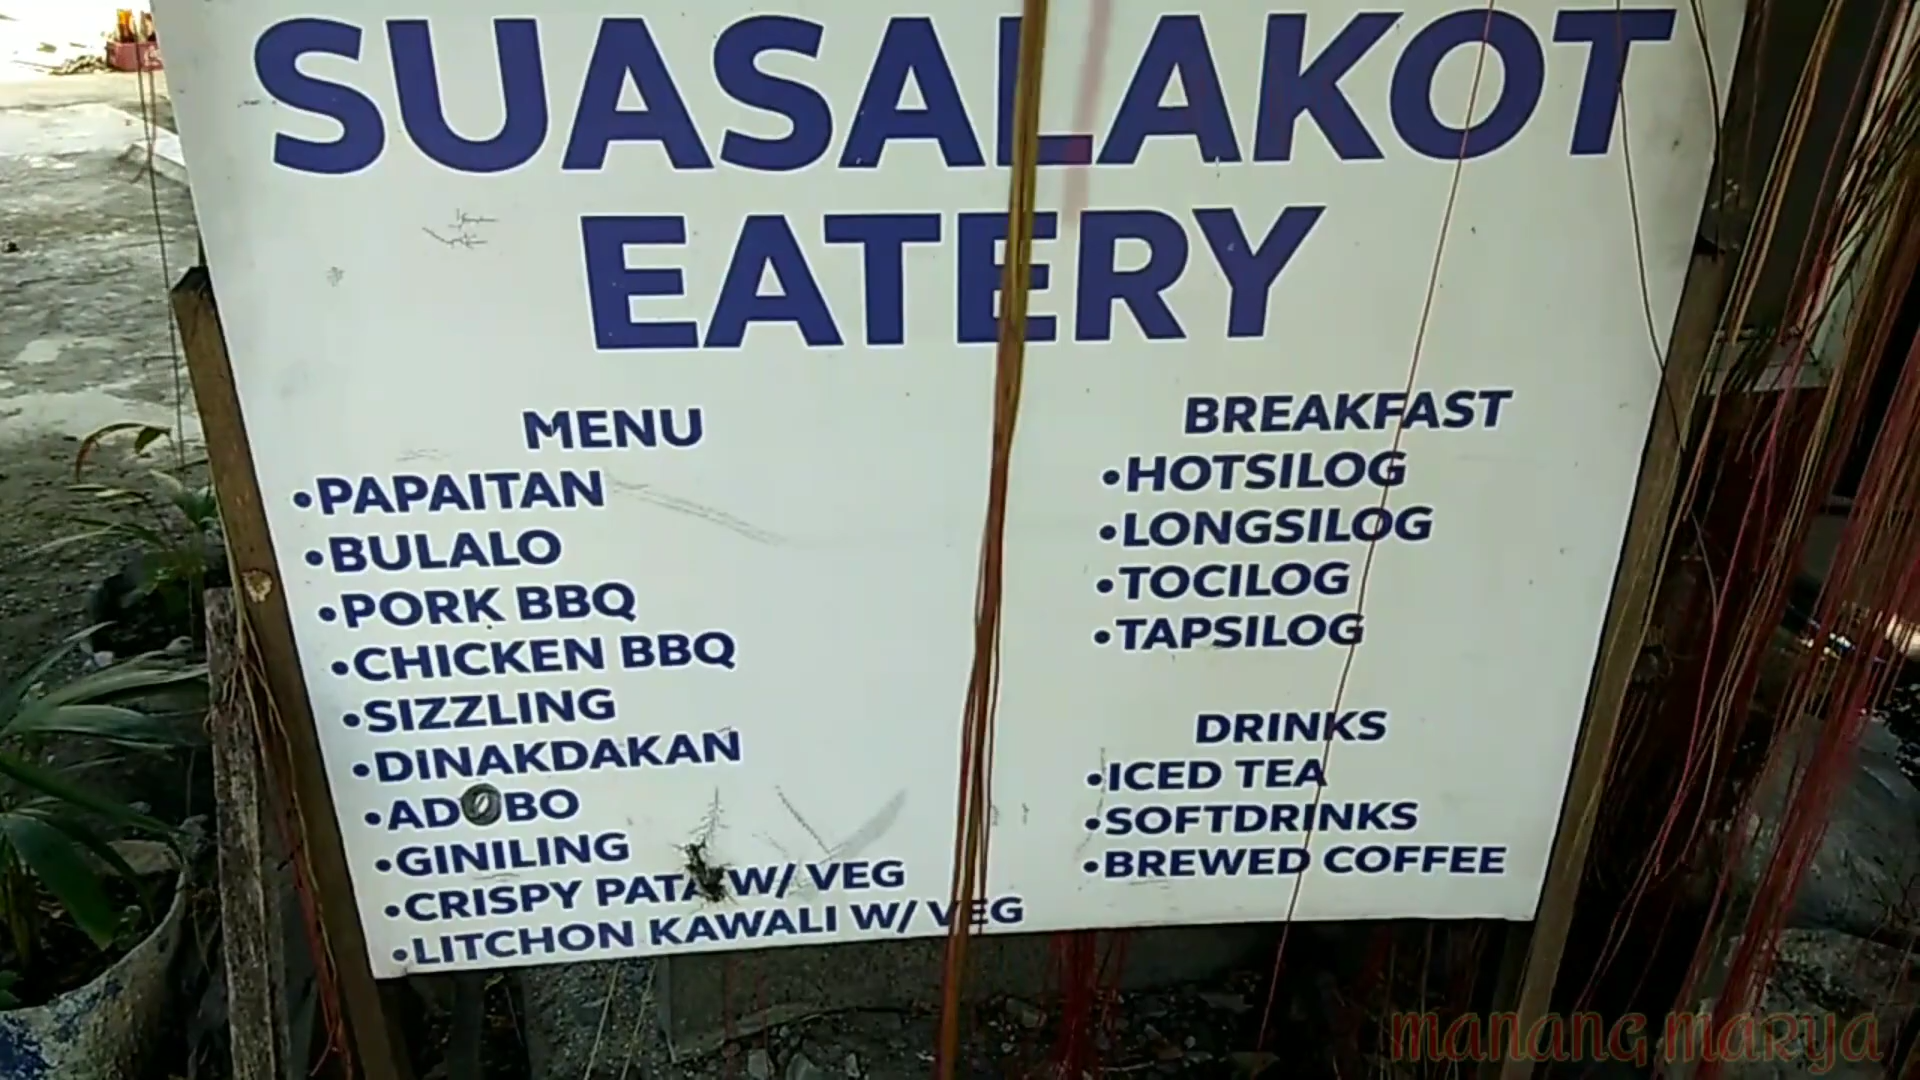 SUASALAKOT
EATERY
MENU
•PAPAITAN
•BULALO
•PORK BBQ
•CHICKEN BBQ
•SIZZLING
•DINAKDAKAN
•ADOBO
•GINILING
•CRISPY PATA W/ VEG
•LITCHON KAWALI W/ VEG
BREAKFAST
•HOTSILOG
•LONGSILOG
•TOCILOG
•TAPSILOG
DRINKS
•ICED TEA
•SOFTDRINKS
•BREWED COFFEE
manang marya